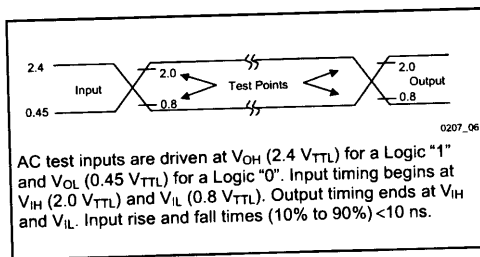 2.4
2.0
2.0
Input
Test Points
Output
0.8
0.8
0.45
0207_06
AC test inputs are driven at VOH (2.4 VTTL) for a Logic "1"
and VOL (0.45 VTTL) for a Logic "0". Input timing begins at
VIH (2.0 VTTL) and VIL (0.8 VTTL). Output timing ends at VIH
and VIL. Input rise and fall times (10% to 90%) <10 ns.